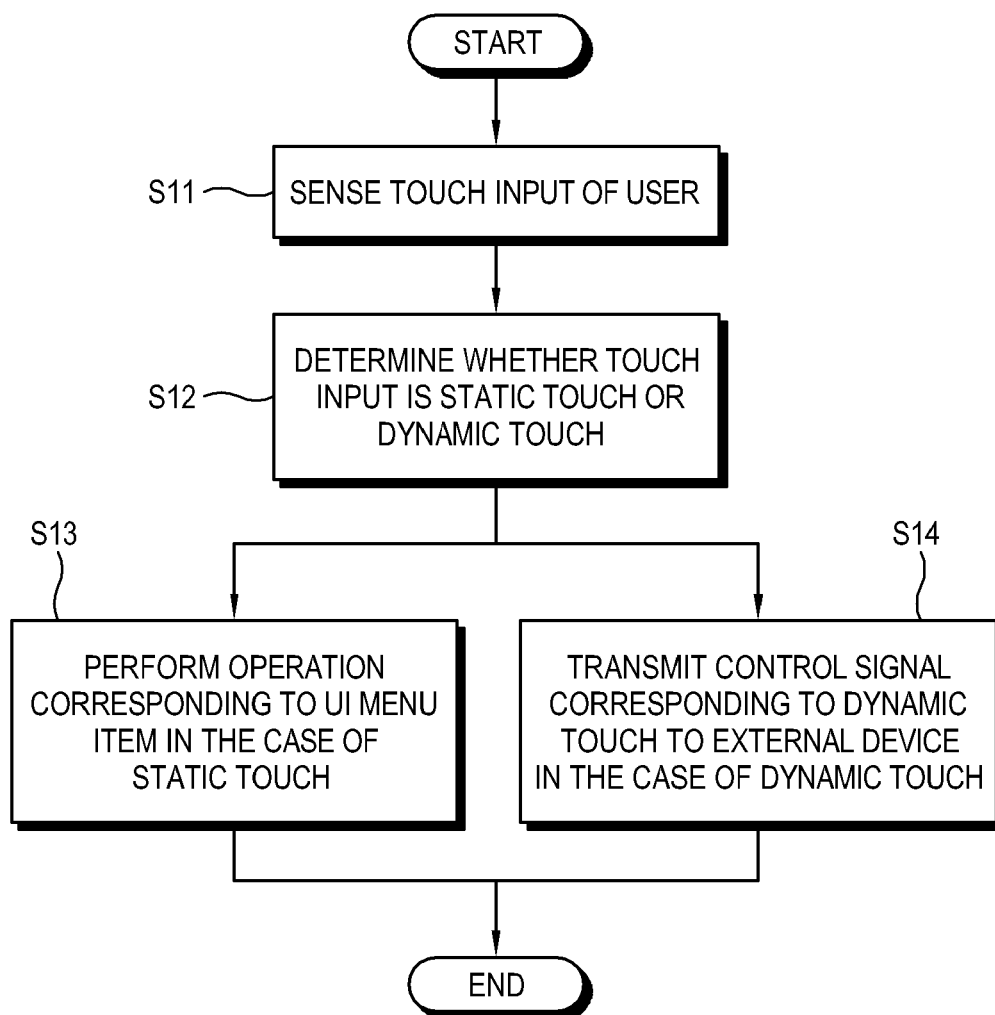 START
S11
SENSE TOUCH INPUT OF USER
S12
DETERMINE WHETHER TOUCH
INPUT IS STATIC TOUCH OR
DYNAMIC TOUCH
S13
PERFORM OPERATION
CORRESPONDING TO UI MENU
ITEM IN THE CASE OF
STATIC TOUCH
S14
TRANSMIT CONTROL SIGNAL
CORRESPONDING TO DYNAMIC
TOUCH TO EXTERNAL DEVICE
IN THE CASE OF DYNAMIC TOUCH
END